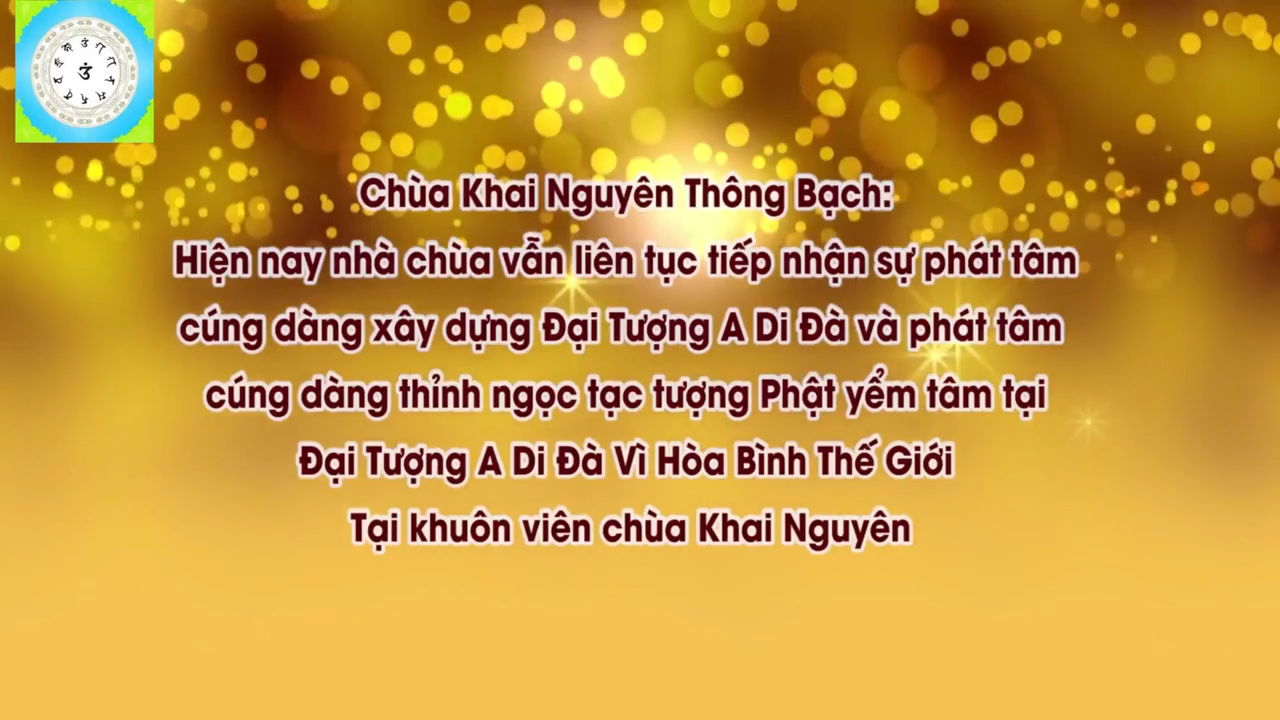 Chùa Khai Nguyên Thông Bạch:
Hiện nay nhà chùa vẫn liên tục tiếp nhận sự phát tâm
cúng dàng xây dựng Đại Tượng A Di Đà và phát tâm
cúng dàng thỉnh ngọc tạc tượng Phật yểm tâm tại
Đại Tượng A Di Đà Vì Hòa Bình Thế Giới
Tại khuôn viên chùa Khai Nguyên